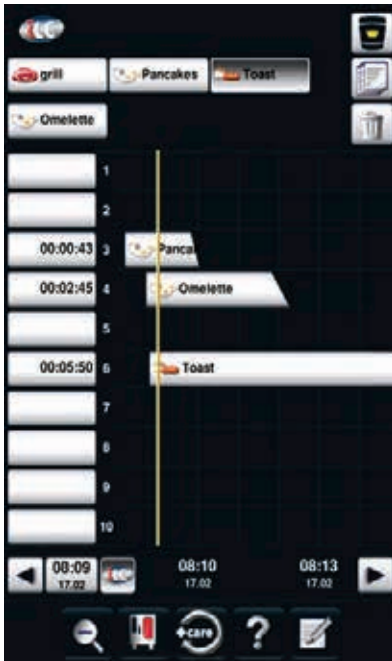 grill
Pancakes
Toast
Omelette
1
2
00:00:43 3 Panca
00:02:45 4 Omelette
5
00:05:50 6 Toast
7
8
9
10
08:09 08:10 08:13
17.02 17.02 17.02
+care ?